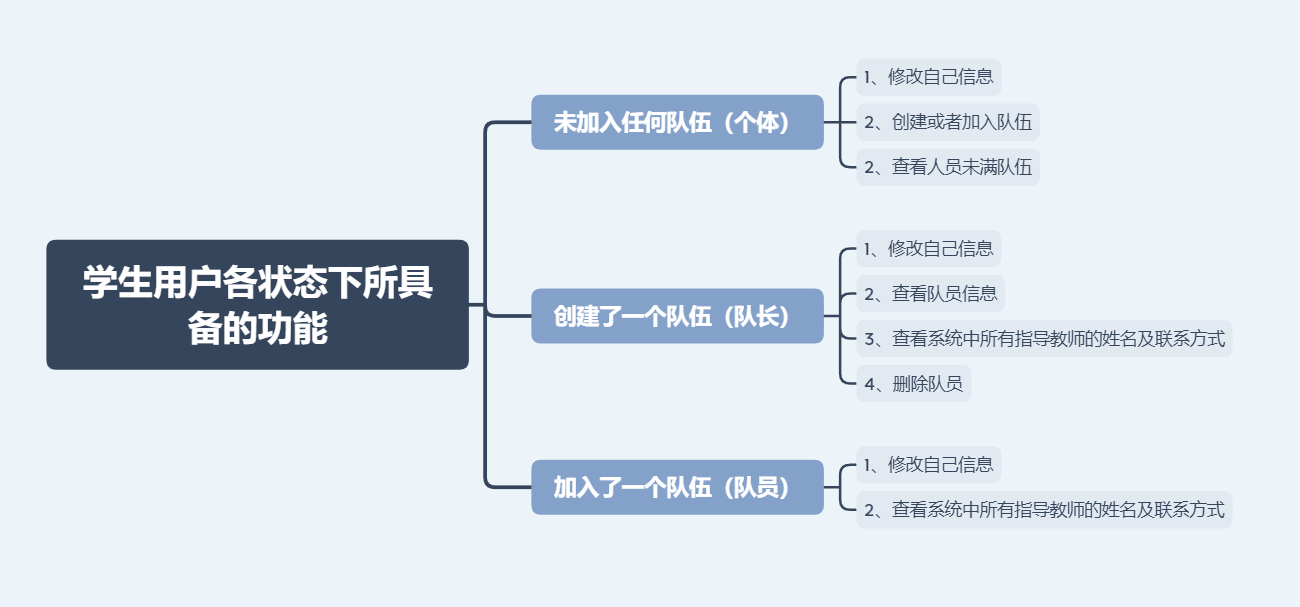 学生用户各状态下所具
备的功能
未加入任何队伍（个体）
1、修改自己信息
2、创建或者加入队伍
2、查看人员未满队伍
创建了一个队伍（队长）
1、修改自己信息
2、查看队员信息
3、查看系统中所有指导教师的姓名及联系方式
4、删除队员
加入了一个队伍（队员）
1、修改自己信息
2、查看系统中所有指导教师的姓名及联系方式